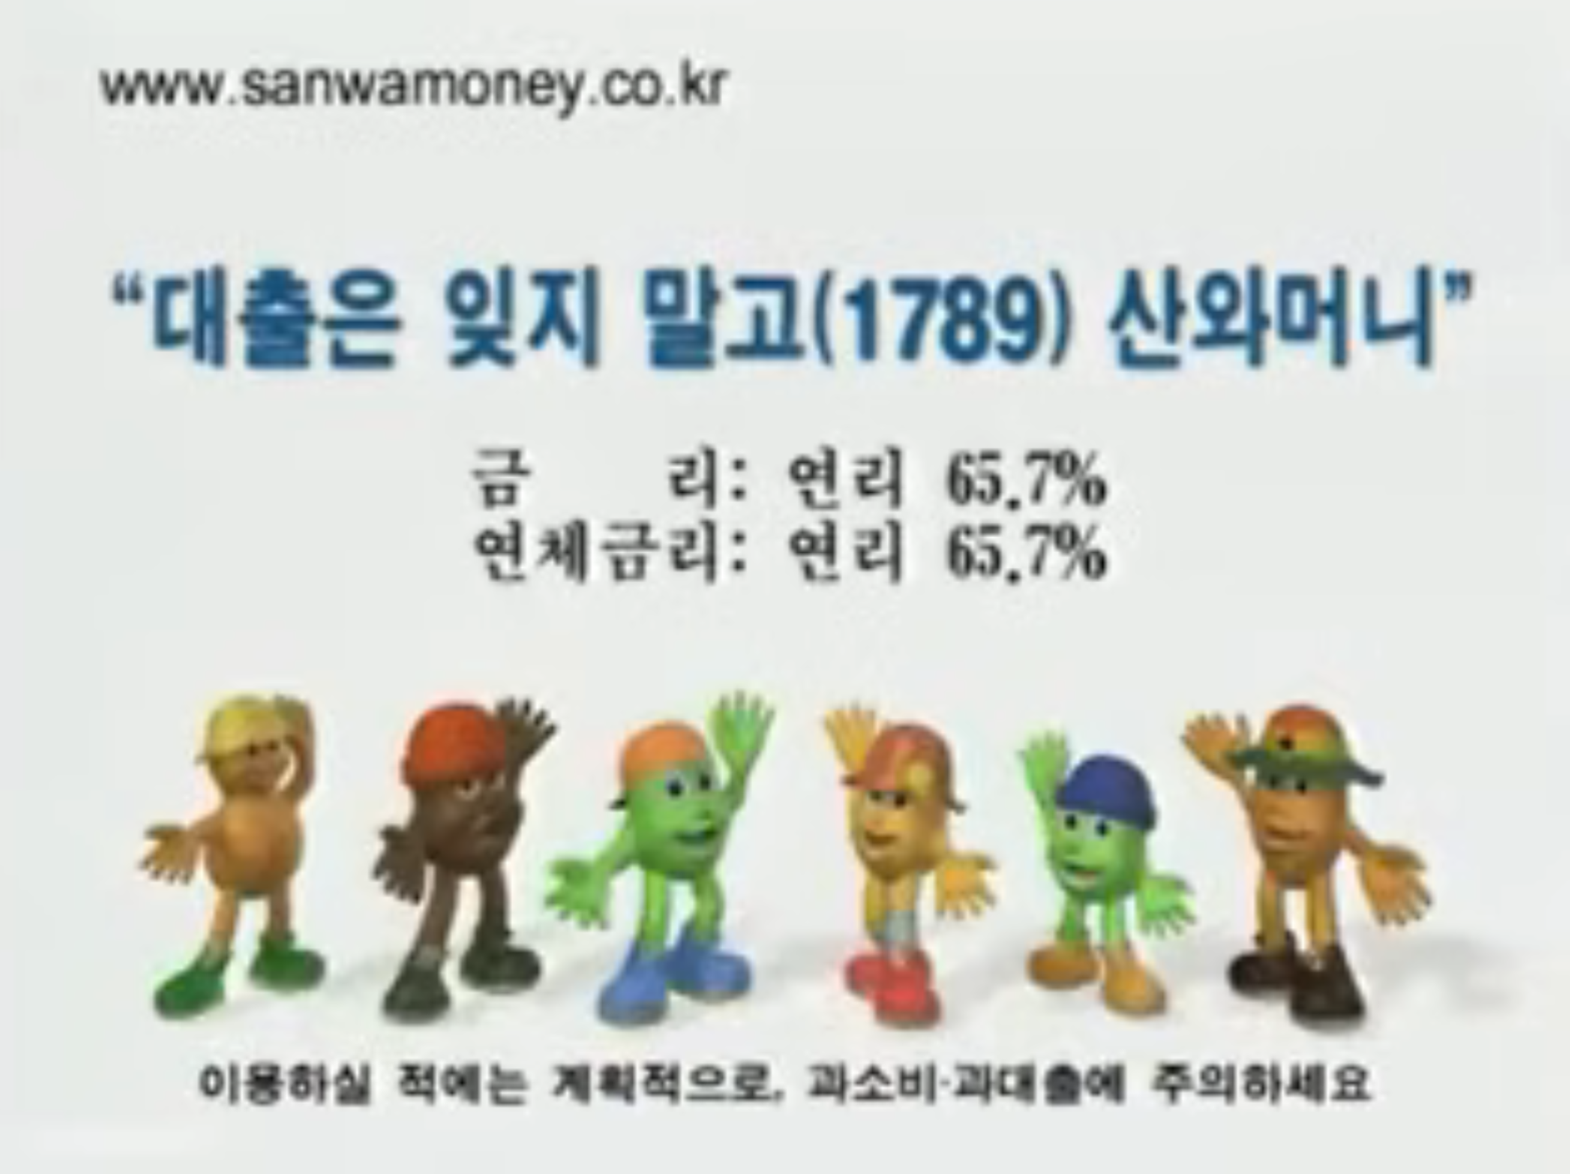 www.sanwamoney.co.kr
“대출은 잊지 말고(1789) 산와머니”
금 리: 연리 65.7%
연체금리: 연리 65.7%
이용하실 적에는 계획적으로, 과소비·과대출에 주의하세요